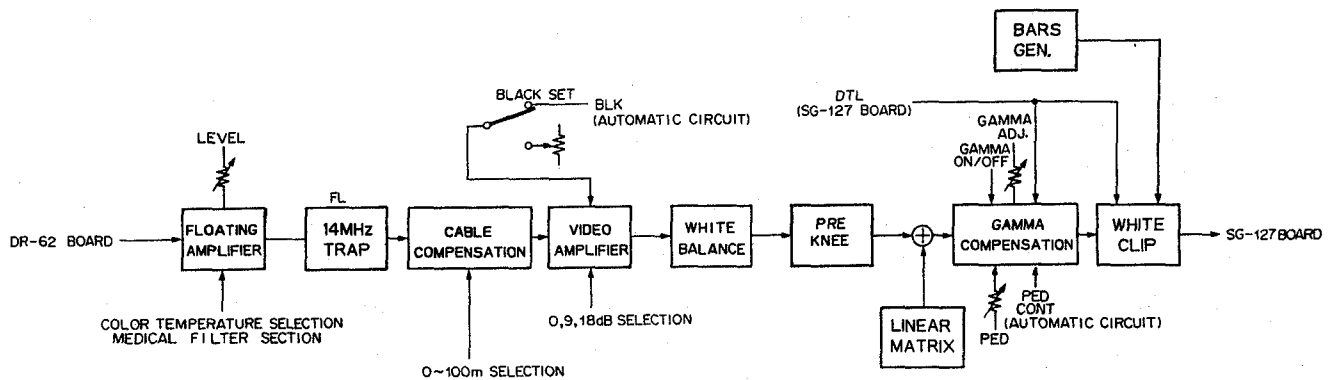 BARS
GEN.
BLACK SET
BLK
(AUTOMATIC CIRCUIT)
DTL
(SG-127 BOARD)
GAMMA
ADJ.
GAMMA
ON/OFF
LEVEL
FL
DR-62 BOARD
FLOATING
AMPLIFIER
14MHz
TRAP
CABLE
COMPENSATION
VIDEO
AMPLIFIER
WHITE
BALANCE
PRE
KNEE
GAMMA
COMPENSATION
WHITE
CLIP
SG-127 BOARD
COLOR TEMPERATURE SELECTION
MEDICAL FILTER SECTION
0,9,18dB SELECTION
0~100m SELECTION
LINEAR
MATRIX
PED
PED
CONT
(AUTOMATIC CIRCUIT)